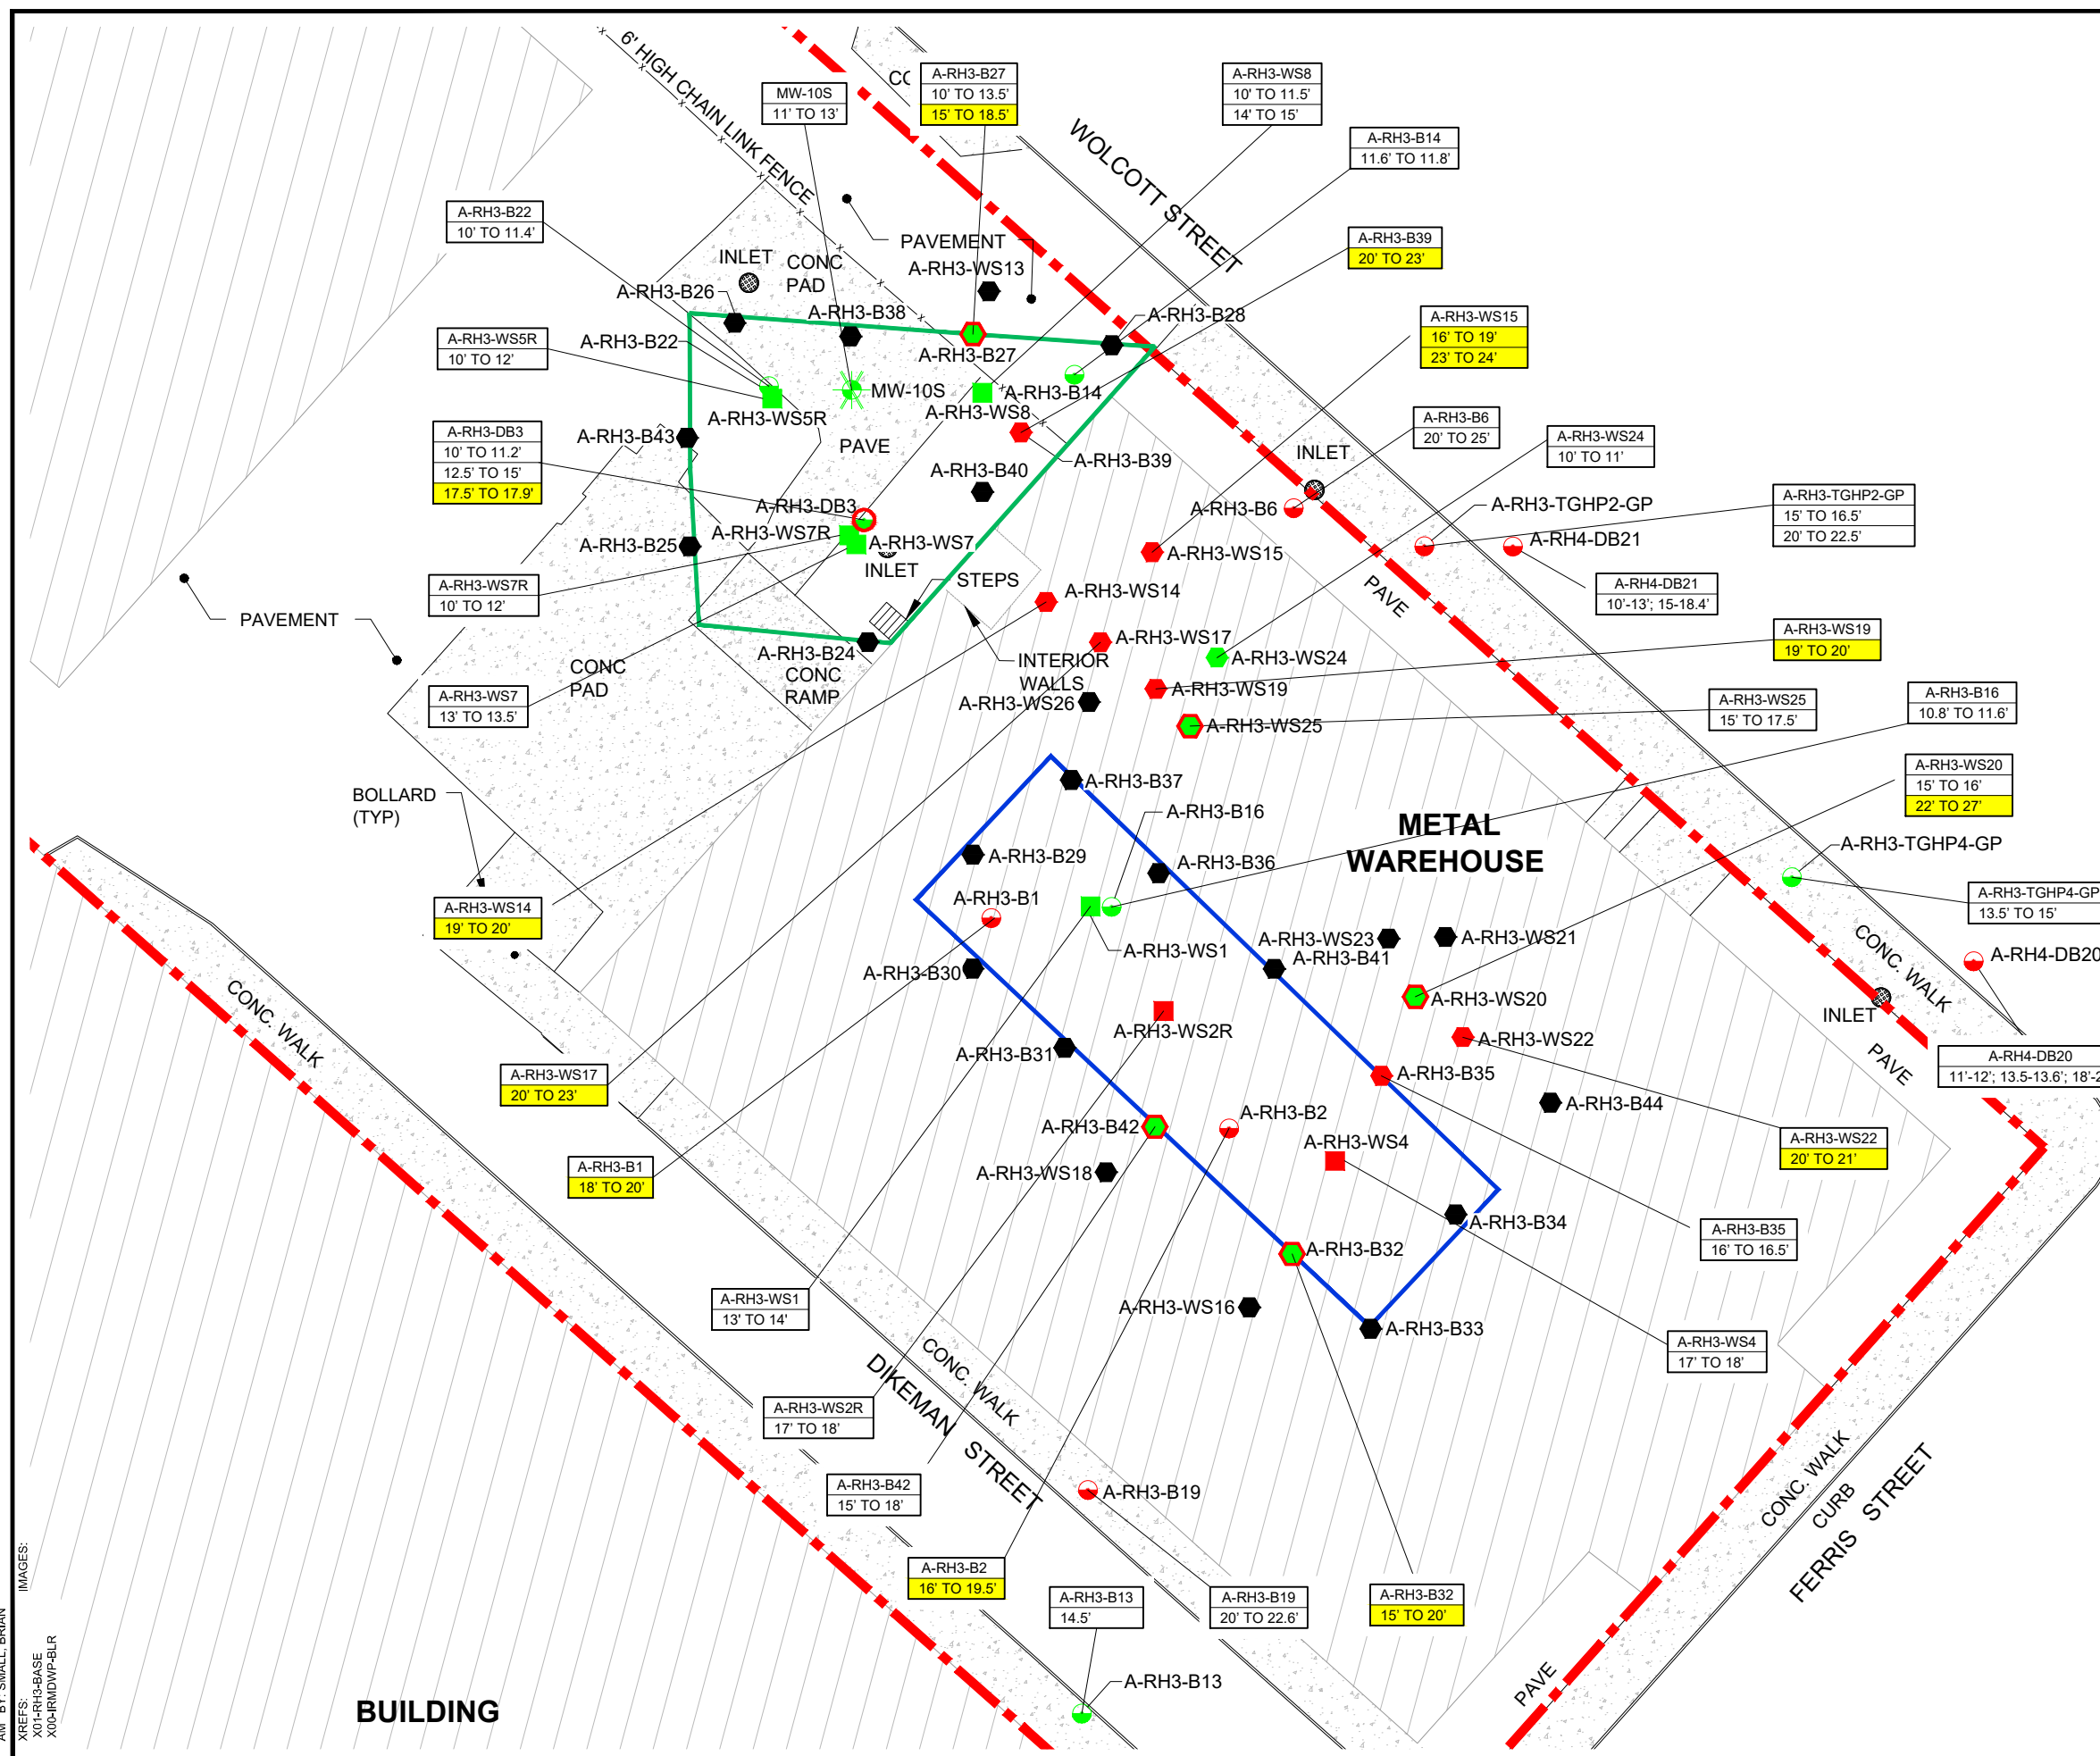 6' HIGH CHAIN LINK FENCE
MW-10S
11' TO 13'
A-RH3-B27
10' TO 13.5'
15' TO 18.5'
A-RH3-WS8
10' TO 11.5'
14' TO 15'
A-RH3-B14
11.6' TO 11.8'
WOLCOTT STREET
A-RH3-B22
10' TO 11.4'
A-RH3-B39
20' TO 23'
PAVEMENT
INLET
CONC
PAD
A-RH3-WS13
A-RH3-B26
A-RH3-B38
A-RH3-B28
A-RH3-WS15
16' TO 19'
23' TO 24'
A-RH3-WS5R
10' TO 12'
A-RH3-B22
A-RH3-B27
MW-10S
A-RH3-B14
A-RH3-WS8
A-RH3-WS5R
A-RH3-B6
20' TO 25'
A-RH3-WS24
10' TO 11'
A-RH3-DB3
10' TO 11.2'
12.5' TO 15'
17.5' TO 17.9'
A-RH3-B43
PAVE
A-RH3-B39
INLET
A-RH3-B40
A-RH3-TGHP2-GP
15' TO 16.5'
20' TO 22.5'
A-RH3-DB3
A-RH3-B6
A-RH3-TGHP2-GP
A-RH3-WS7R
A-RH3-WS7
A-RH3-B25
INLET
A-RH3-WS15
A-RH4-DB21
STEPS
PAVE
A-RH4-DB21
10'-13'; 15-18.4'
A-RH3-WS7R
10' TO 12'
A-RH3-WS14
PAVEMENT
A-RH3-WS17
A-RH3-WS19
19' TO 20'
A-RH3-B24
CONC
RAMP
CONC
PAD
INTERIOR
WALLS
A-RH3-WS24
A-RH3-WS7
13' TO 13.5'
A-RH3-WS26
A-RH3-WS19
A-RH3-WS25
A-RH3-WS25
15' TO 17.5'
A-RH3-B16
10.8' TO 11.6'
A-RH3-B37
BOLLARD
(TYP)
A-RH3-B16
METAL
WAREHOUSE
A-RH3-WS20
15' TO 16'
22' TO 27'
A-RH3-B29
A-RH3-B36
A-RH3-TGHP4-GP
A-RH3-B1
A-RH3-WS14
19' TO 20'
A-RH3-TGHP4-GP
13.5' TO 15'
A-RH3-WS1
A-RH3-WS23
A-RH3-WS21
A-RH3-B41
A-RH3-B30
CONC. WALK
A-RH4-DB20
CONC. WALK
A-RH3-WS20
INLET
A-RH3-WS2R
A-RH3-WS22
A-RH3-B31
PAVE
A-RH4-DB20
11'-12'; 13.5-13.6'; 18'-2
A-RH3-WS17
20' TO 23'
A-RH3-B35
A-RH3-B44
A-RH3-B42
A-RH3-B2
A-RH3-WS4
A-RH3-WS22
20' TO 21'
A-RH3-B1
18' TO 20'
A-RH3-WS18
A-RH3-B34
A-RH3-B35
16' TO 16.5'
A-RH3-B32
A-RH3-WS1
13' TO 14'
A-RH3-WS16
A-RH3-B33
A-RH3-WS4
17' TO 18'
CONC. WALK
DIKEMAN STREET
A-RH3-WS2R
17' TO 18'
A-RH3-B42
15' TO 18'
A-RH3-B19
CONC. WALK
CURB
FERRIS STREET
A-RH3-B2
16' TO 19.5'
A-RH3-B13
14.5'
A-RH3-B19
20' TO 22.6'
A-RH3-B32
15' TO 20'
A-RH3-B13
PAVE
BUILDING
IMAGES:
XREFS:
X01-RH3-BASE
X00-IRMDWP-BLR
AM BY: SMALL, BRIAN